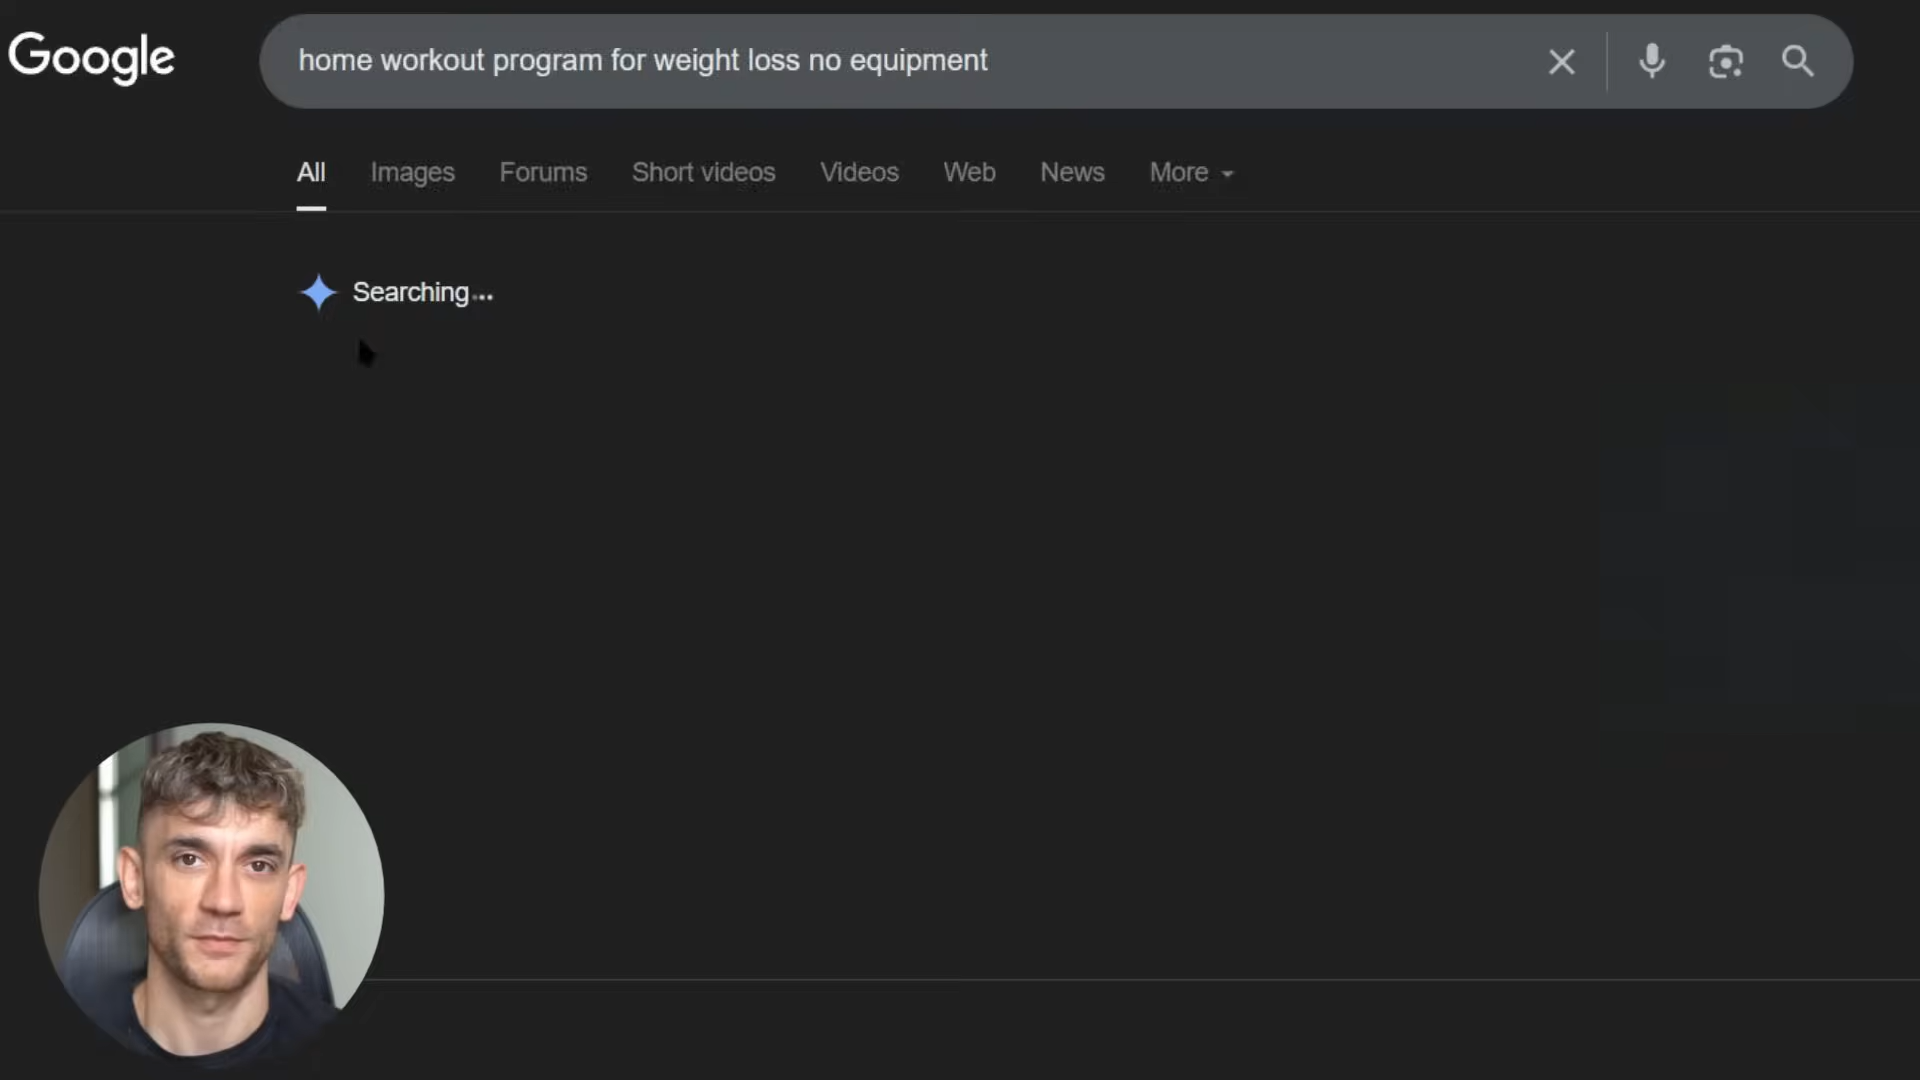 Google
home workout program for weight loss no equipment
All Images Forums Short videos Videos Web News More
Searching...